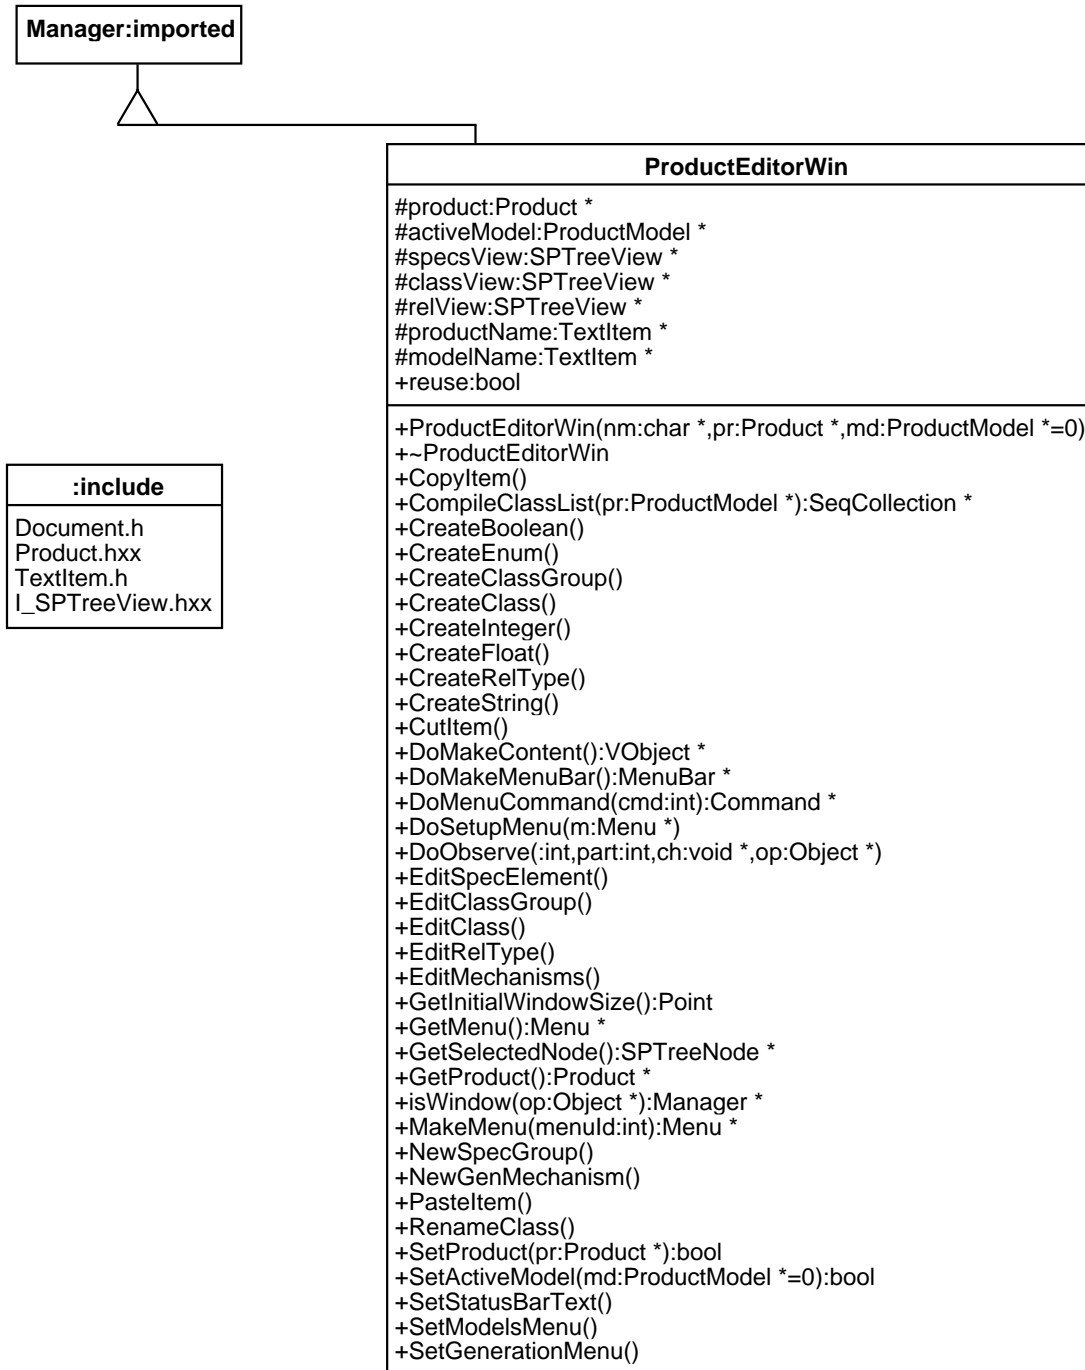 Manager:imported
ProductEditorWin
#product:Product *
#activeModel:ProductModel *
#specsView:SPTreeView *
#classView:SPTreeView *
#relView:SPTreeView *
#productName:TextItem *
#modelName:TextItem *
+reuse:bool
+ProductEditorWin(nm:char *,pr:Product *,md:ProductModel *=0)
+~ProductEditorWin
+CopyItem()
+CompileClassList(pr:ProductModel *):SeqCollection *
+CreateBoolean()
+CreateEnum()
+CreateClassGroup()
+CreateClass()
+CreateInteger()
+CreateFloat()
+CreateRelType()
+CreateString()
+CutItem()
+DoMakeContent():VObject *
+DoMakeMenuBar():MenuBar *
+DoMenuCommand(cmd:int):Command *
+DoSetupMenu(m:Menu *)
+DoObserve(:int,part:int,ch:void *,op:Object *)
+EditSpecElement()
+EditClassGroup()
+EditClass()
+EditRelType()
+EditMechanisms()
+GetInitialWindowSize():Point
+GetMenu():Menu *
+GetSelectedNode():SPTreeNode *
+GetProduct():Product *
+isWindow(op:Object *):Manager *
+MakeMenu(menuId:int):Menu *
+NewSpecGroup()
+NewGenMechanism()
+PasteItem()
+RenameClass()
+SetProduct(pr:Product *):bool
+SetActiveModel(md:ProductModel *=0):bool
+SetStatusBarText()
+SetModelsMenu()
+SetGenerationMenu()
:include
Document.h
Product.hxx
TextItem.h
I_SPTreeView.hxx